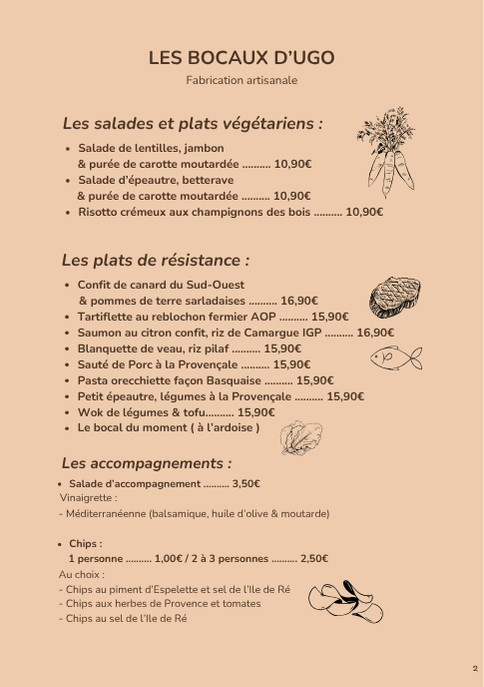 LES BOCAUX D'UGO
Fabrication artisanale
Les salades et plats végétariens :
• Salade de lentilles, jambon
& purée de carotte moutardée .......... 10,90€
• Salade d'épeautre, betterave
& purée de carotte moutardée .......... 10,90€
• Risotto crémeux aux champignons des bois .......... 10,90€
Les plats de résistance :
• Confit de canard du Sud-Ouest
& pommes de terre sarladaises .......... 16,90€
• Tartiflette au reblochon fermier AOP .......... 15,90€
• Saumon au citron confit, riz de Camargue IGP .......... 16,90€
• Blanquette de veau, riz pilaf .......... 15,90€
• Sauté de Porc à la Provençale .......... 15,90€
• Pasta orecchiette façon Basquaise .......... 15,90€
• Petit épeautre, légumes à la Provençale .......... 15,90€
• Wok de légumes & tofu.......... 15,90€
• Le bocal du moment ( à l'ardoise )
Les accompagnements :
• Salade d'accompagnement .......... 3,50€
Vinaigrette :
- Méditerranéenne (balsamique, huile d'olive & moutarde)
• Chips :
1 personne .......... 1,00€ / 2 à 3 personnes .......... 2,50€
Au choix :
- Chips au piment d'Espelette et sel de l'Ile de Ré
- Chips aux herbes de Provence et tomates
- Chips au sel de l'Ile de Ré
2